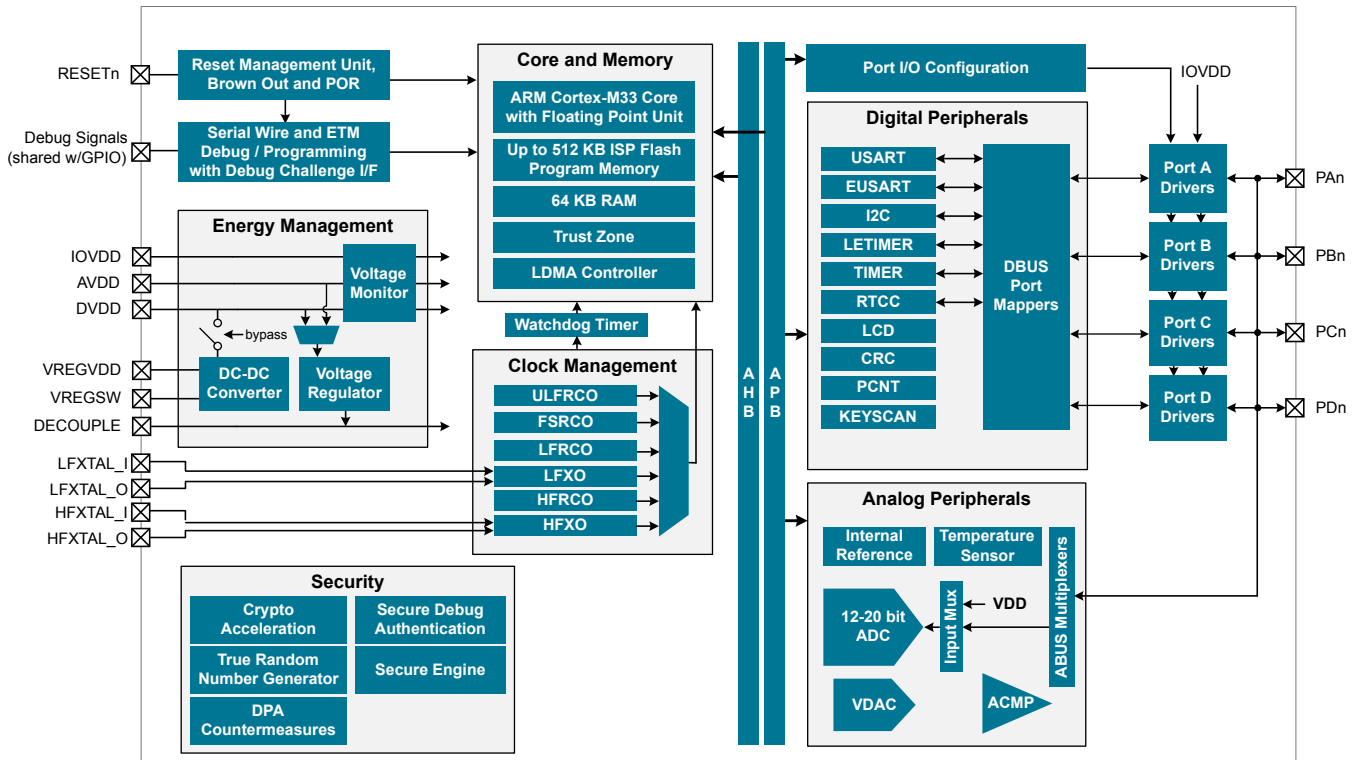 RESETn
Debug Signals
(shared w/GPIO)
IOVDD
AVDD
DVDD
VREGVDD
VREGSW
DECOUPLE
LFXTAL_I
LFXTAL_O
HFXTAL_I
HFXTAL_O
Reset Management Unit,
Brown Out and POR
Serial Wire and ETM
Debug / Programming
with Debug Challenge I/F
Energy Management
Voltage
Monitor
bypass
DC-DC
Converter
Voltage
Regulator
Security
Crypto
Acceleration
Secure Debug
Authentication
True Random
Number Generator
Secure Engine
DPA
Countermeasures
Core and Memory
ARM Cortex-M33 Core
with Floating Point Unit
Up to 512 KB ISP Flash
Program Memory
64 KB RAM
Trust Zone
LDMA Controller
Watchdog Timer
Clock Management
ULFRCO
FSRCO
LFRCO
LFXO
HFRCO
HFXO
AHB
APB
Port I/O Configuration
IOVDD
Digital Peripherals
USART
EUSART
I2C
LETIMER
TIMER
RTCC
LCD
CRC
PCNT
KEYSCAN
DBUS
Port
Mappers
Port A
Drivers
Port B
Drivers
Port C
Drivers
Port D
Drivers
PAn
PBn
PCn
PDn
Analog Peripherals
Internal
Reference
Temperature
Sensor
12-20 bit
ADC
Input Mux
VDD
ABUS Multiplexers
VDAC
ACMP